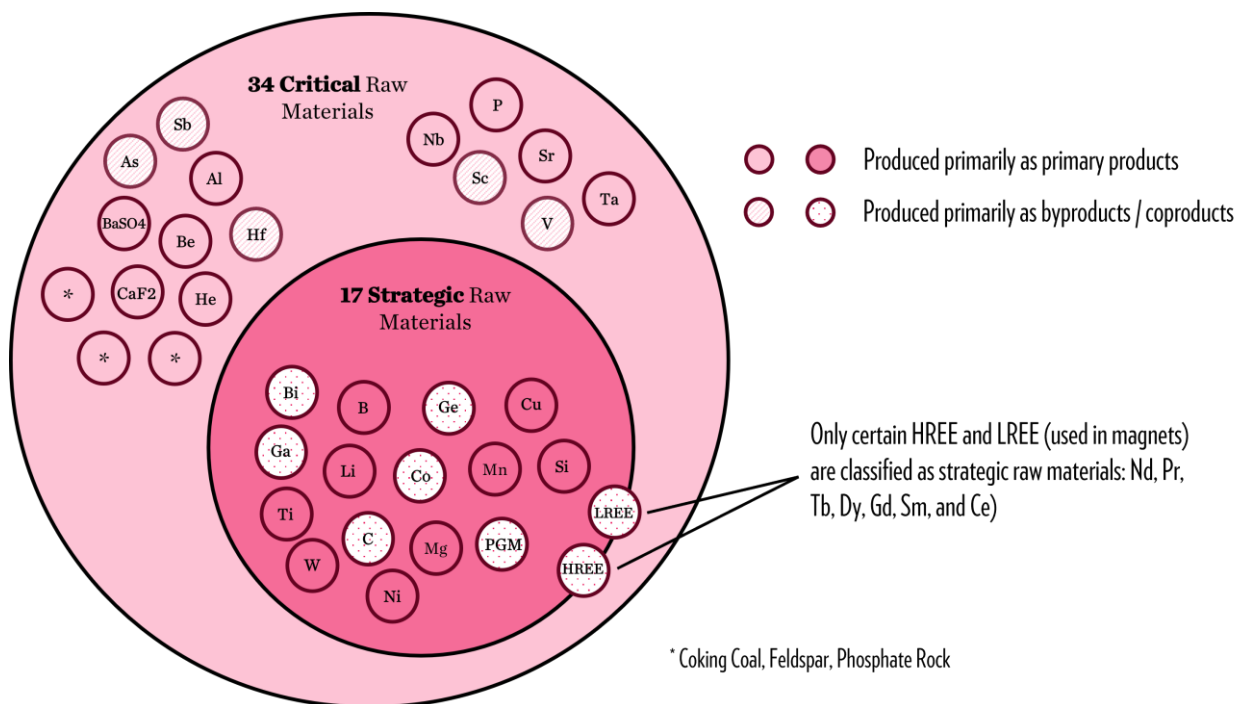 34 Critical Raw
Materials
Sb
As
Al
BaSO4
Be
Hf
*
CaF2
He
*
*
P
Nb
Sr
Sc
Ta
V
17 Strategic Raw
Materials
Bi
B
Ge
Cu
Ga
Li
Co
Mn
Si
Ti
C
Mg
PGM
LREE
W
Ni
HREE
Produced primarily as primary products
Produced primarily as byproducts / coproducts
Only certain HREE and LREE (used in magnets)
are classified as strategic raw materials: Nd, Pr,
Tb, Dy, Gd, Sm, and Ce)
* Coking Coal, Feldspar, Phosphate Rock